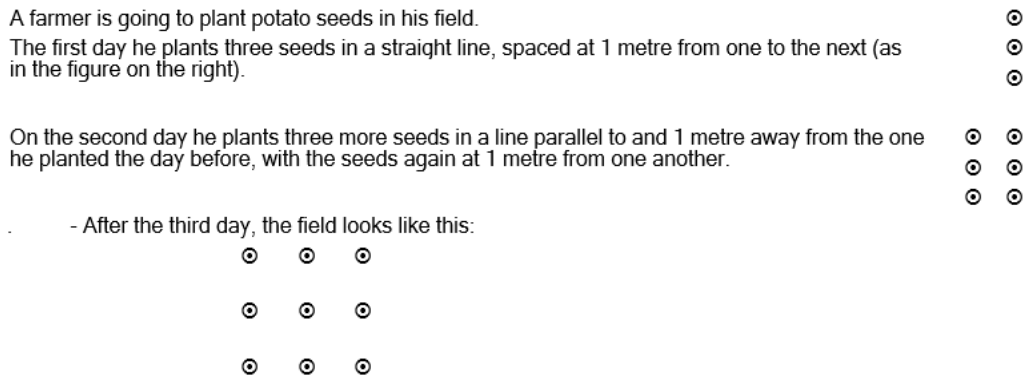 A farmer is going to plant potato seeds in his field.
The first day he plants three seeds in a straight line, spaced at 1 metre from one to the next (as
in the figure on the right).
On the second day he plants three more seeds in a line parallel to and 1 metre away from the one
he planted the day before, with the seeds again at 1 metre from one another.
. - After the third day, the field looks like this: